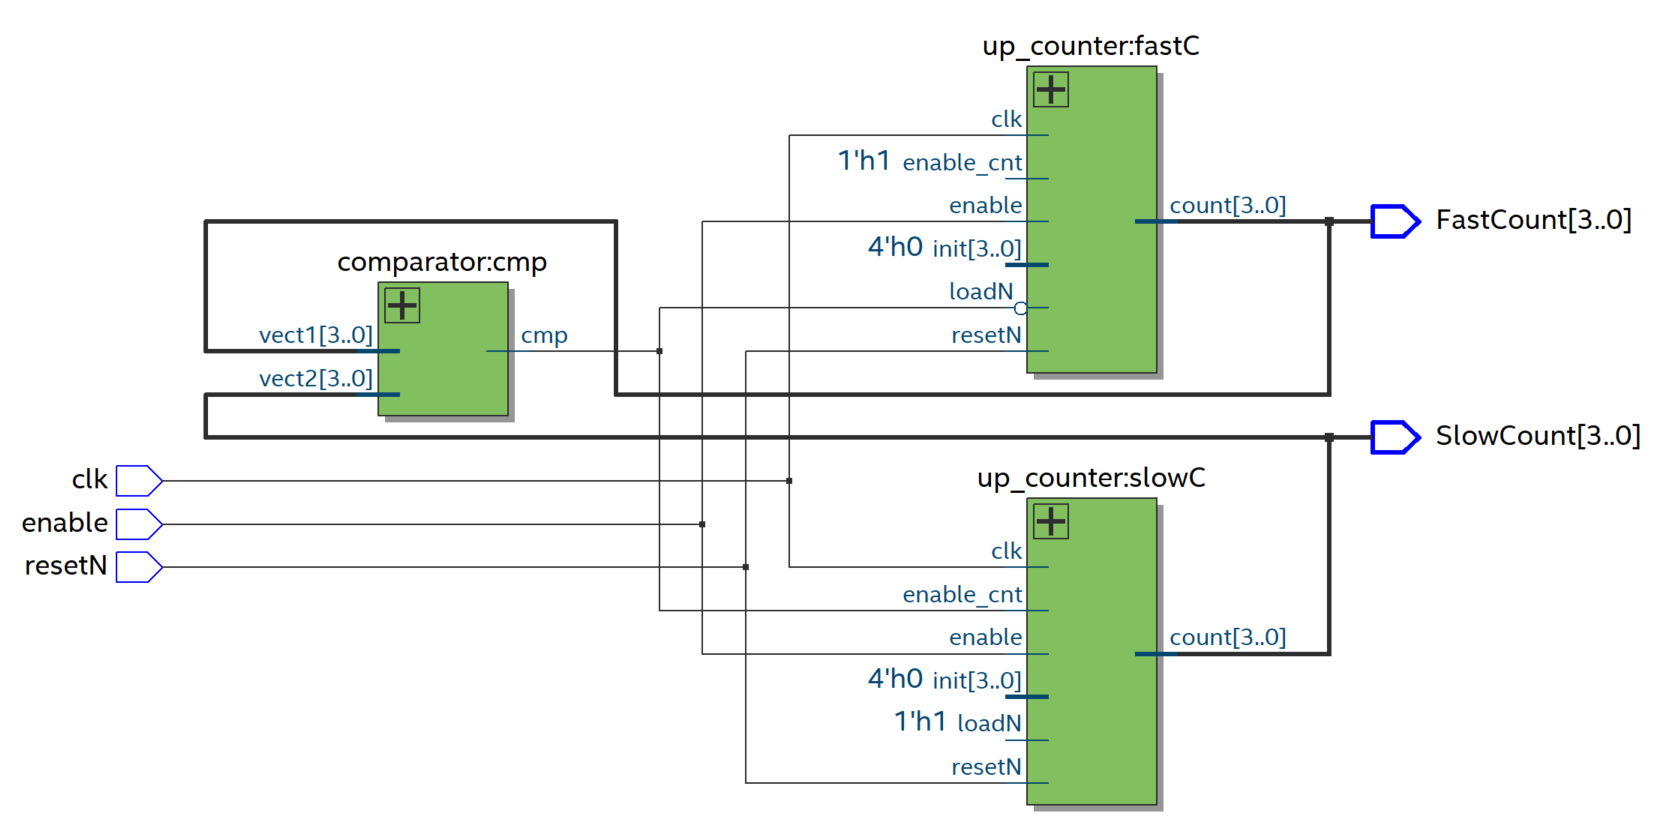 up_counter:fastC
clk
1'h1 enable_cnt
enable
count[3..0]
FastCount[3..0]
4'h0 init[3..0]
loadN
resetN
comparator:cmp
vect1[3..0]
cmp
vect2[3..0]
SlowCount[3..0]
clk
enable
resetN
up_counter:slowC
clk
enable_cnt
enable
count[3..0]
4'h0 init[3..0]
1'h1 loadN
resetN